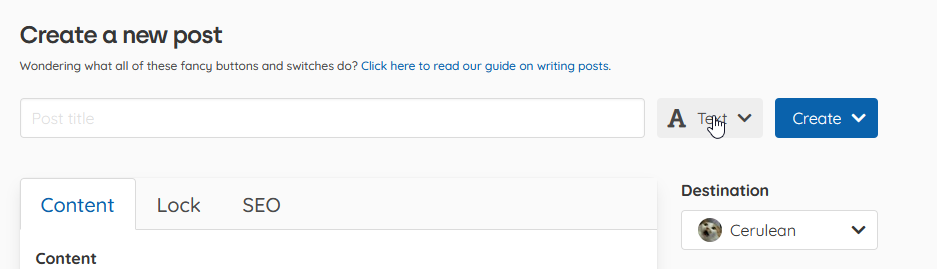 Create a new post
Wondering what all of these fancy buttons and switches do? Click here to read our guide on writing posts.
Post title
A Text
Create
Content Lock SEO
Destination
Cerulean
Content